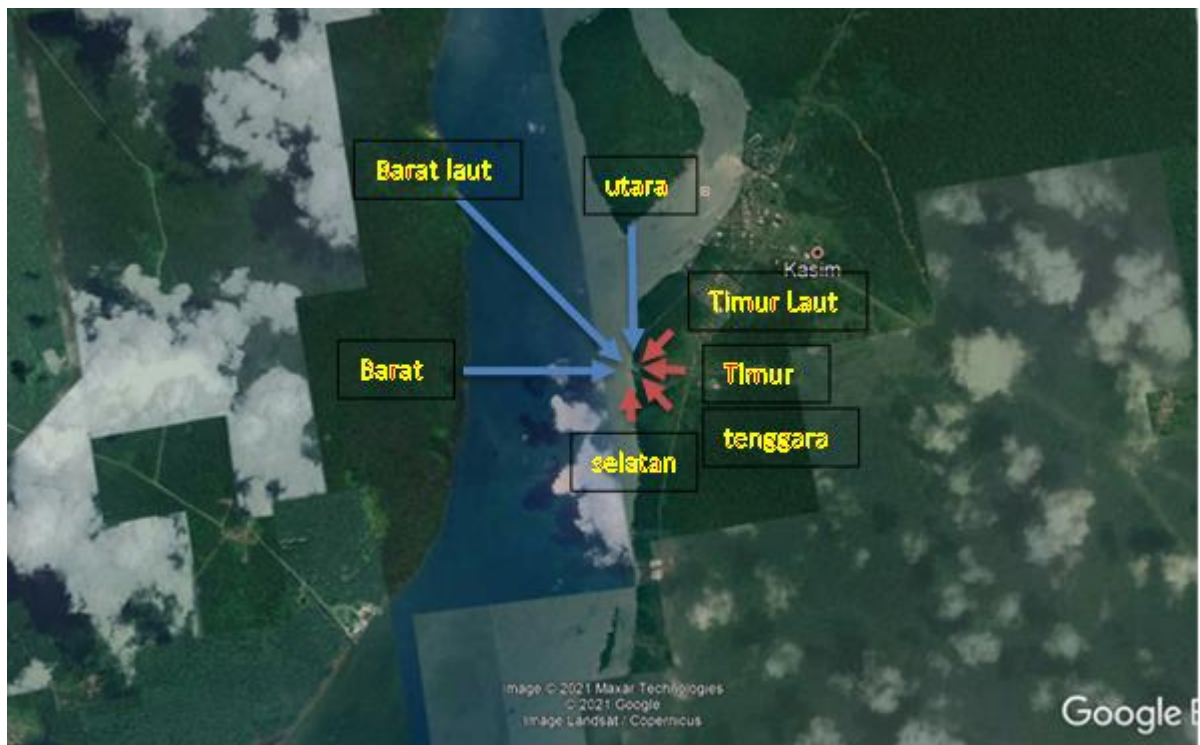 Barat laut
utara
Kasim
Timur Laut
Barat
Timur
tenggara
selatan
Image © 2021 Maxar Technologies
© 2021 Google
Image Landsat / Copernicus
Google E